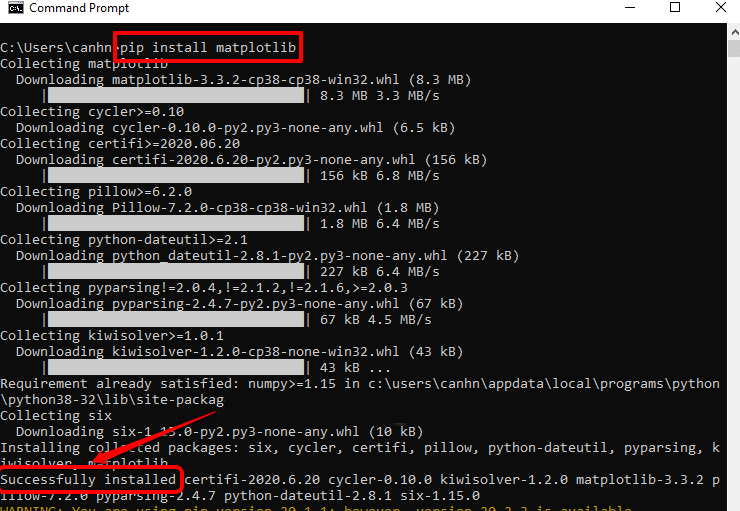 Command Prompt
C:\Users\canhn>pip install matplotlib
Collecting matplotlib
Downloading matplotlib-3.3.2-cp38-cp38-win32.whl (8.3 MB)
|████████████████████████████████| 8.3 MB 3.3 MB/s
Collecting cycler>=0.10
Downloading cycler-0.10.0-py2.py3-none-any.whl (6.5 kB)
Collecting certifi>=2020.06.20
Downloading certifi-2020.6.20-py2.py3-none-any.whl (156 kB)
|████████████████████████████████| 156 kB 6.8 MB/s
Collecting pillow>=6.2.0
Downloading Pillow-7.2.0-cp38-cp38-win32.whl (1.8 MB)
|████████████████████████████████| 1.8 MB 6.4 MB/s
Collecting python-dateutil>=2.1
Downloading python_dateutil-2.8.1-py2.py3-none-any.whl (227 kB)
|████████████████████████████████| 227 kB 6.4 MB/s
Collecting pyparsing!=2.0.4,!=2.1.2,!=2.1.6,>=2.0.3
Downloading pyparsing-2.4.7-py2.py3-none-any.whl (67 kB)
|████████████████████████████████| 67 kB 4.5 MB/s
Collecting kiwisolver>=1.0.1
Downloading kiwisolver-1.2.0-cp38-none-win32.whl (43 kB)
|████████████████████████████████| 43 kB ...
Requirement already satisfied: numpy>=1.15 in c:\users\canhn\appdata\local\programs\python
\python38-32\lib\site-packag
Collecting six
Downloading six-1.15.0-py2.py3-none-any.whl (10 kB)
Installing collected packages: six, cycler, certifi, pillow, python-dateutil, pyparsing, k
iwisolver, matplotlib
Successfully installed certifi-2020.6.20 cycler-0.10.0 kiwisolver-1.2.0 matplotlib-3.3.2 p
illow-7.2.0 pyparsing-2.4.7 python-dateutil-2.8.1 six-1.15.0
WARNING: You are using pip version 20.1.1; however, version 20.2.3 is available.